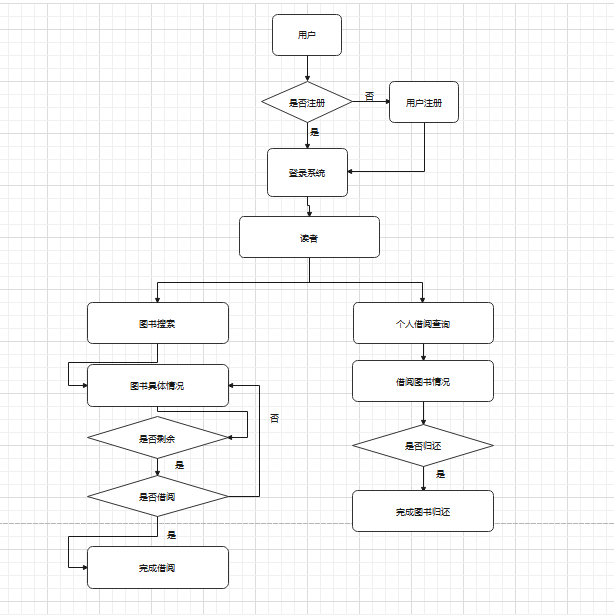 用户
是否注册
否
用户注册
是
登录系统
读者
图书搜索
个人借阅查询
图书具体情况
借阅图书情况
否
是否剩余
是否归还
是
是
是否借阅
完成图书归还
是
完成借阅